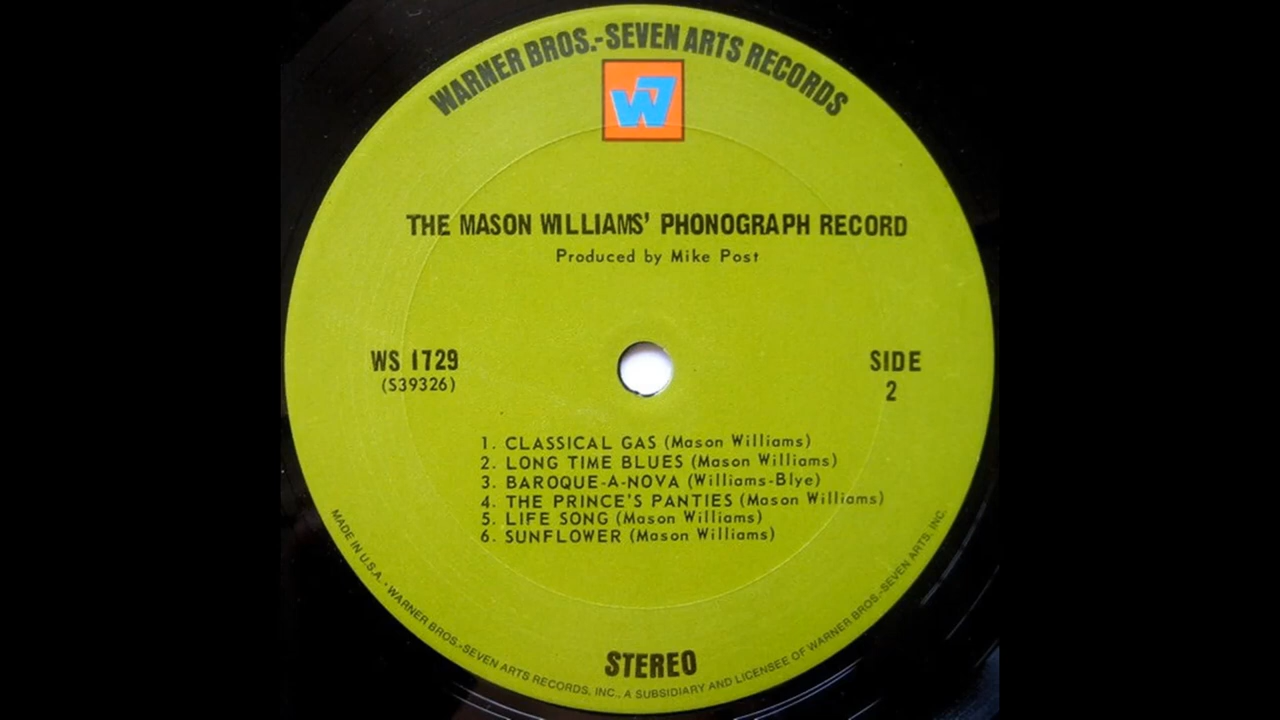 WARNER BROS.-SEVEN ARTS RECORDS
W7
THE MASON WILLIAMS' PHONOGRAPH RECORD
Produced by Mike Post
WS 1729
(S39326)
SIDE
2
1. CLASSICAL GAS (Mason Williams)
2. LONG TIME BLUES (Mason Williams)
3. BAROQUE-A-NOVA (Williams-Blye)
4. THE PRINCE'S PANTIES (Mason Williams)
5. LIFE SONG (Mason Williams)
6. SUNFLOWER (Mason Williams)
STEREO
MADE IN U.S.A. • WARNER BROS.-SEVEN ARTS RECORDS, INC., A SUBSIDIARY AND LICENSEE OF WARNER BROS.-SEVEN ARTS, INC.